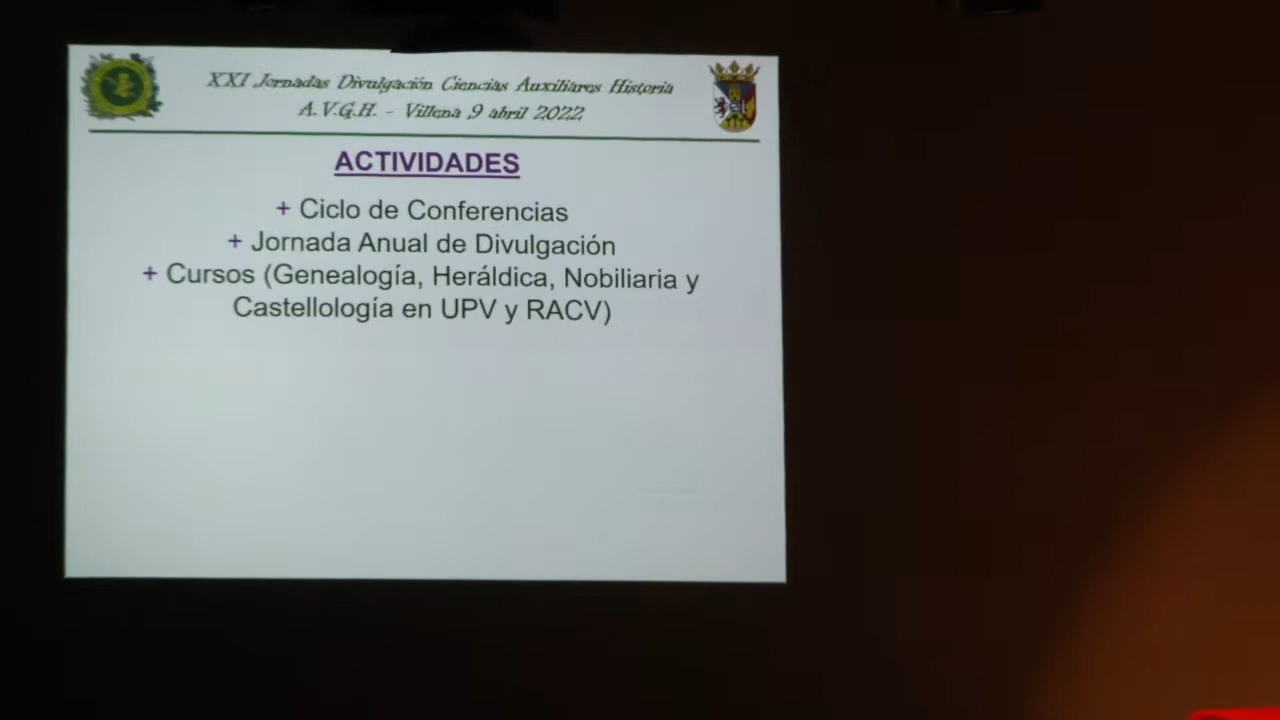 XXI Jornadas Divulgación Ciencias Auxiliares Historia
A.V.G.H. - Villena 9 abril 2022
ACTIVIDADES
+ Ciclo de Conferencias
+ Jornada Anual de Divulgación
+ Cursos (Genealogía, Heráldica, Nobiliaria y
Castellología en UPV y RACV)